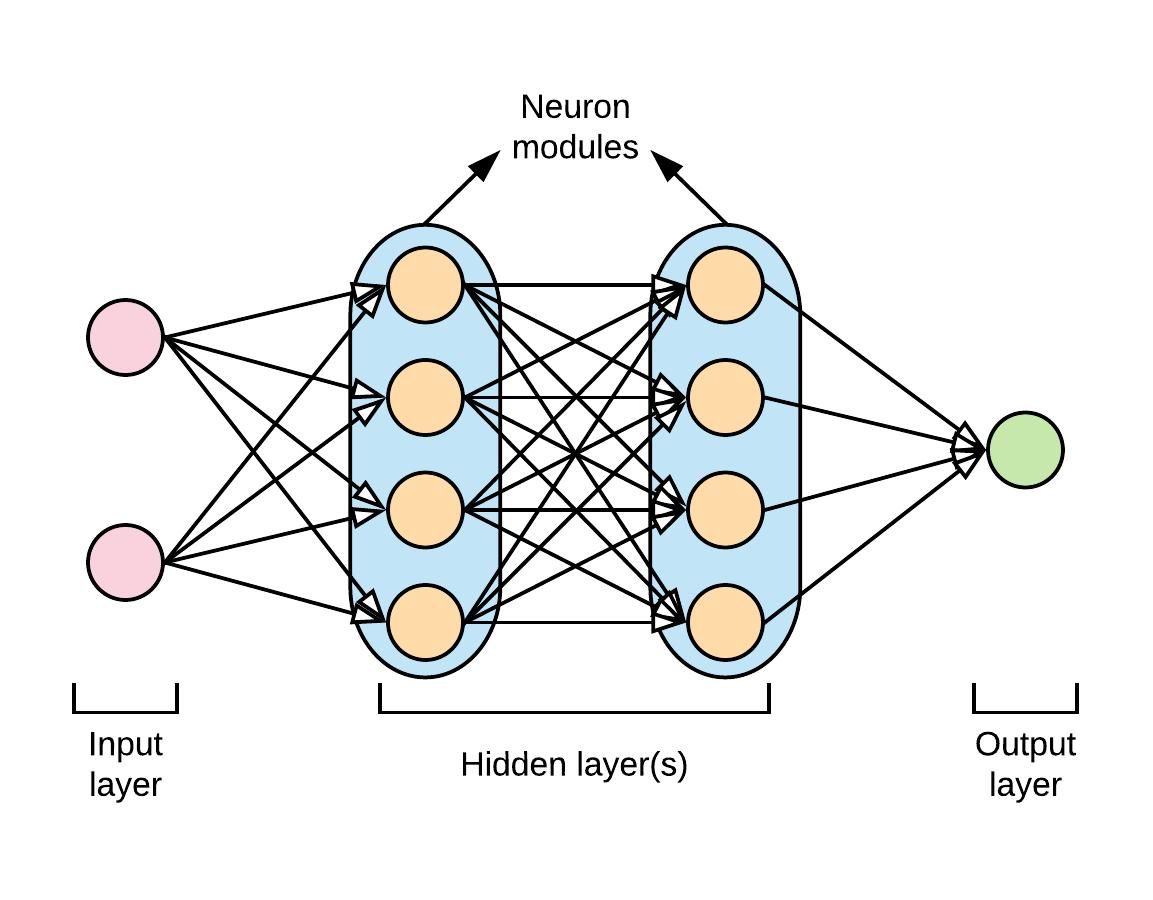 Neuron
modules
Input
layer
Hidden layer(s)
Output
layer